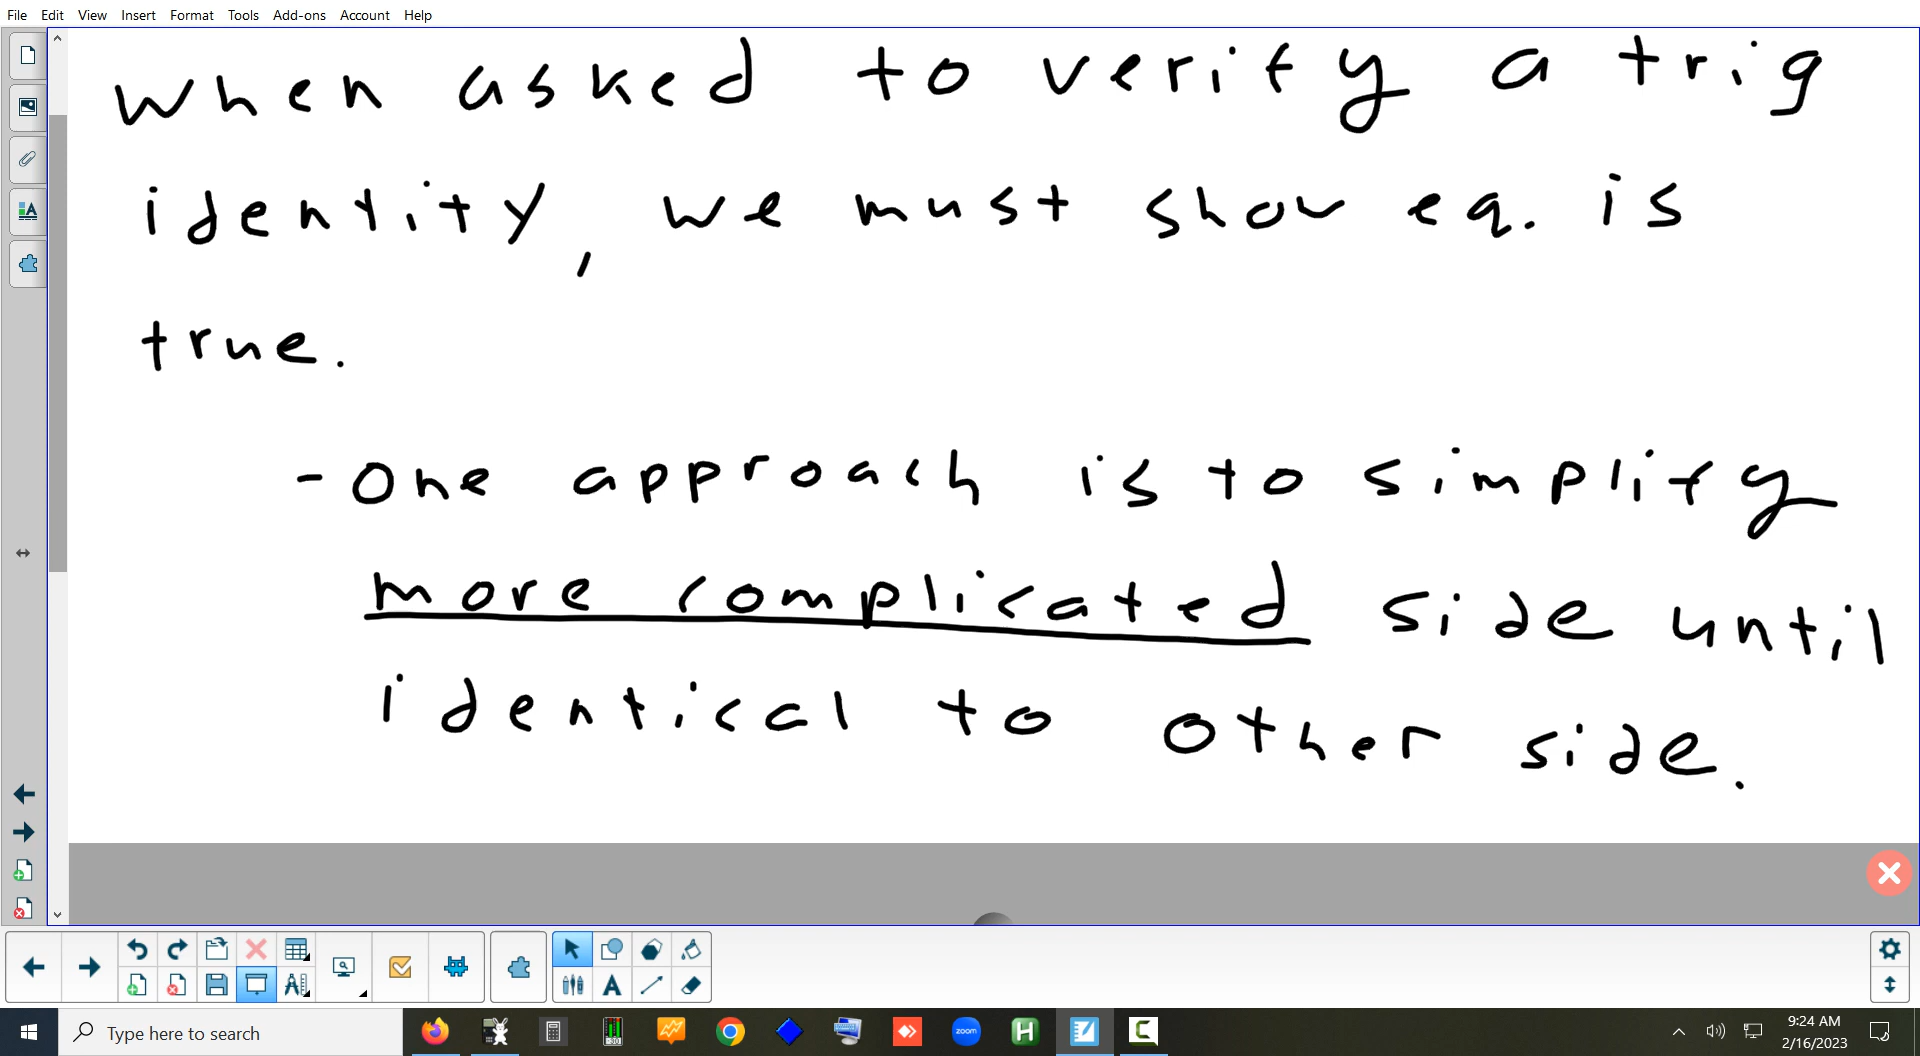 File Edit View Insert Format Tools Add-ons Account Help
When asked to verify a trig
identity, we must show eq. is
true.
- One approach is to simplify
more complicated side until
identical to other side.
Type here to search
zoom
9:24 AM
2/16/2023